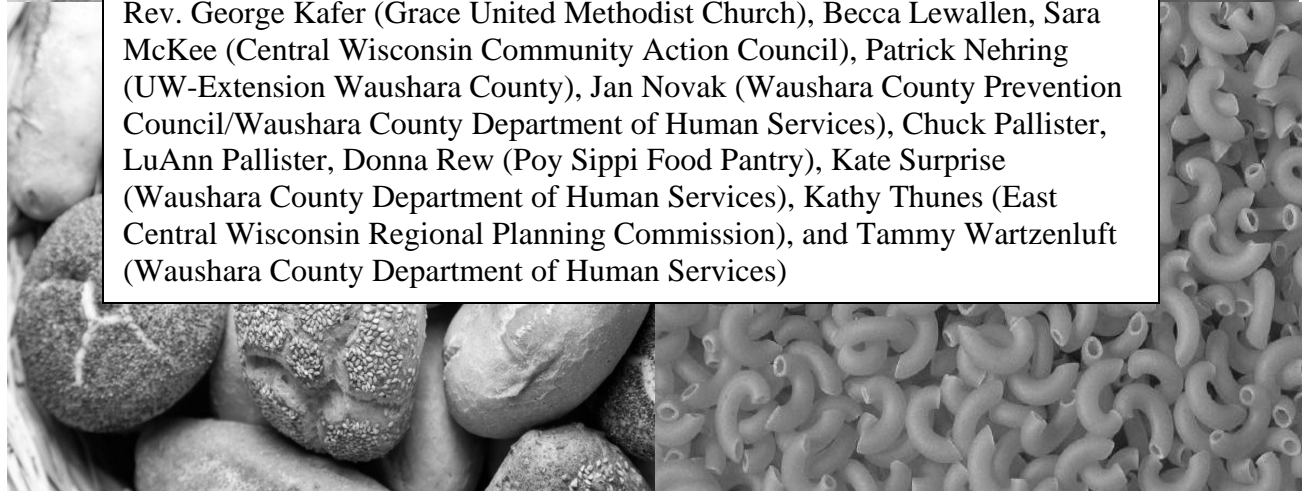 Rev. George Kafer (Grace United Methodist Church), Becca Lewallen, Sara
McKee (Central Wisconsin Community Action Council), Patrick Nehring
(UW-Extension Waushara County), Jan Novak (Waushara County Prevention
Council/Waushara County Department of Human Services), Chuck Pallister,
LuAnn Pallister, Donna Rew (Poy Sippi Food Pantry), Kate Surprise
(Waushara County Department of Human Services), Kathy Thunes (East
Central Wisconsin Regional Planning Commission), and Tammy Wartzenluft
(Waushara County Department of Human Services)